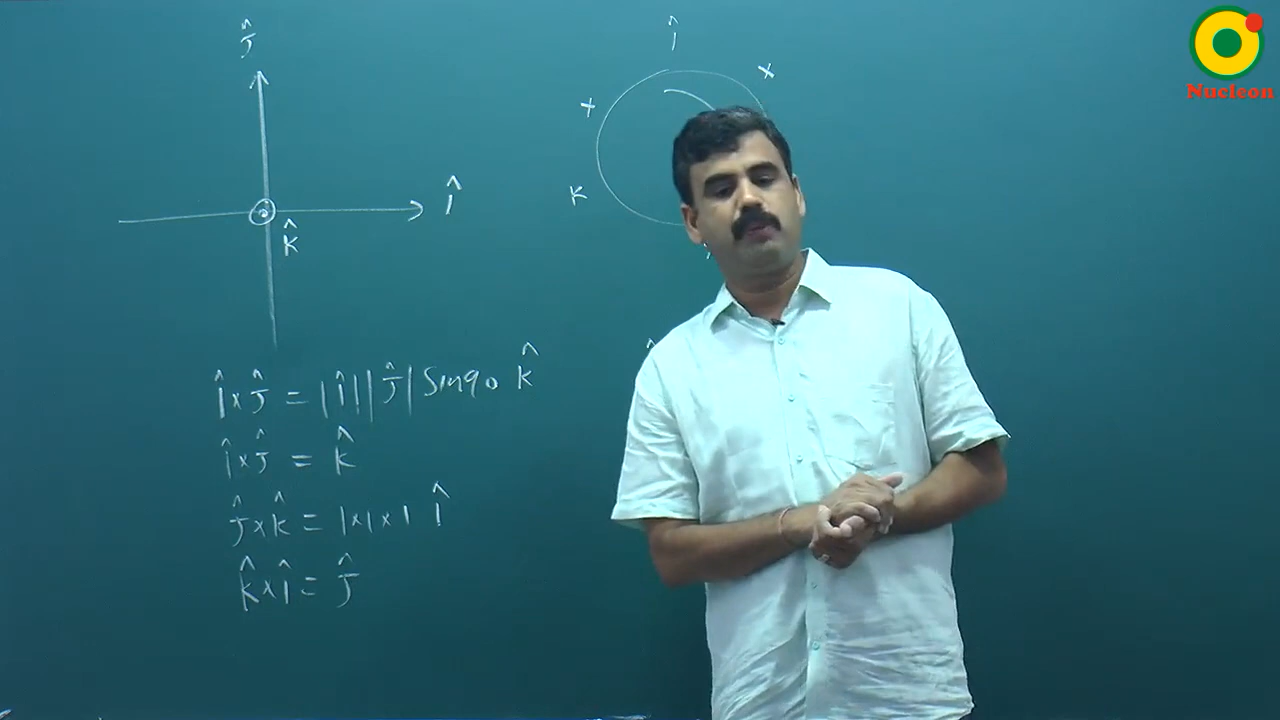 ĵ
î
×
×
Nucleon
k
î
k̂
î×ĵ = |î||ĵ| Sin90 k̂
î×ĵ = k̂
ĵ×k̂ = 1×1×1 î
k̂×î = ĵ